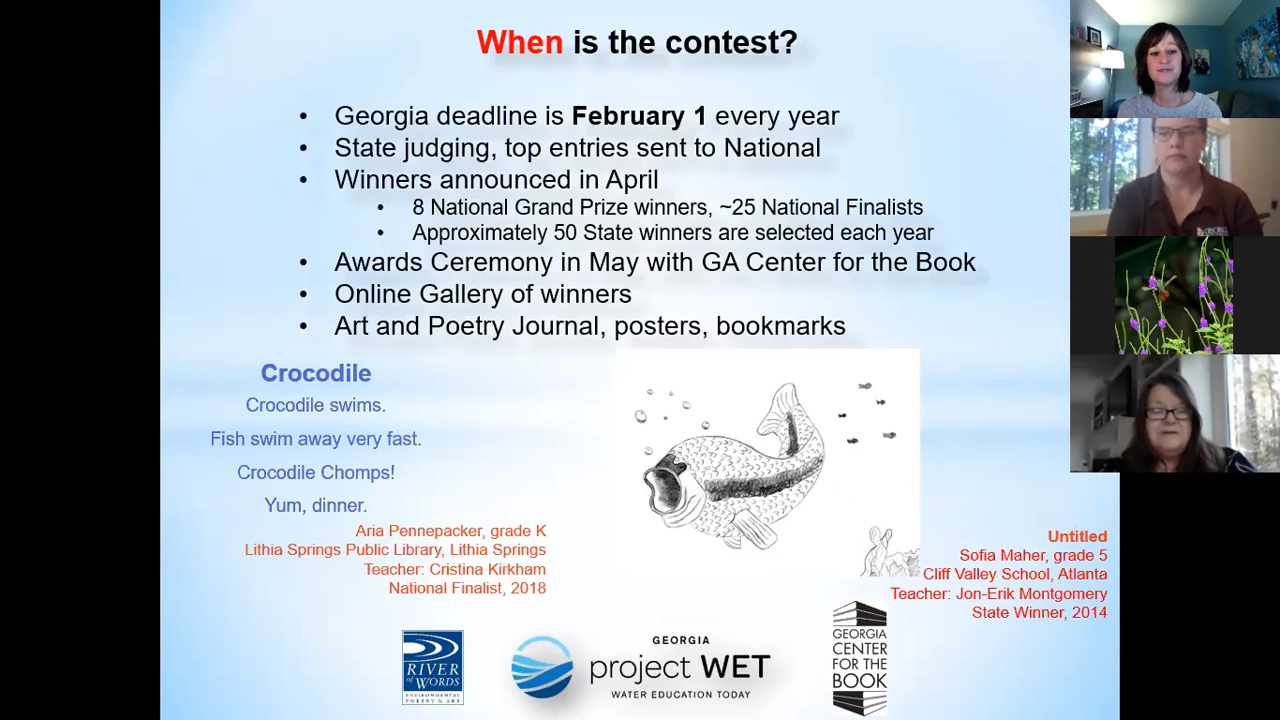 When is the contest?
• Georgia deadline is February 1 every year
• State judging, top entries sent to National
• Winners announced in April
• 8 National Grand Prize winners, ~25 National Finalists
• Approximately 50 State winners are selected each year
• Awards Ceremony in May with GA Center for the Book
• Online Gallery of winners
• Art and Poetry Journal, posters, bookmarks
Crocodile
Crocodile swims.
Fish swim away very fast.
Crocodile Chomps!
Yum, dinner.
Aria Pennepacker, grade K
Lithia Springs Public Library, Lithia Springs
Teacher: Cristina Kirkham
National Finalist, 2018
Untitled
Sofia Maher, grade 5
Cliff Valley School, Atlanta
Teacher: Jon-Erik Montgomery
State Winner, 2014
RIVER
of WORDS
ENVIRONMENTAL
POETRY & ART
GEORGIA
project WET
WATER EDUCATION TODAY
GEORGIA
CENTER
FOR THE
BOOK